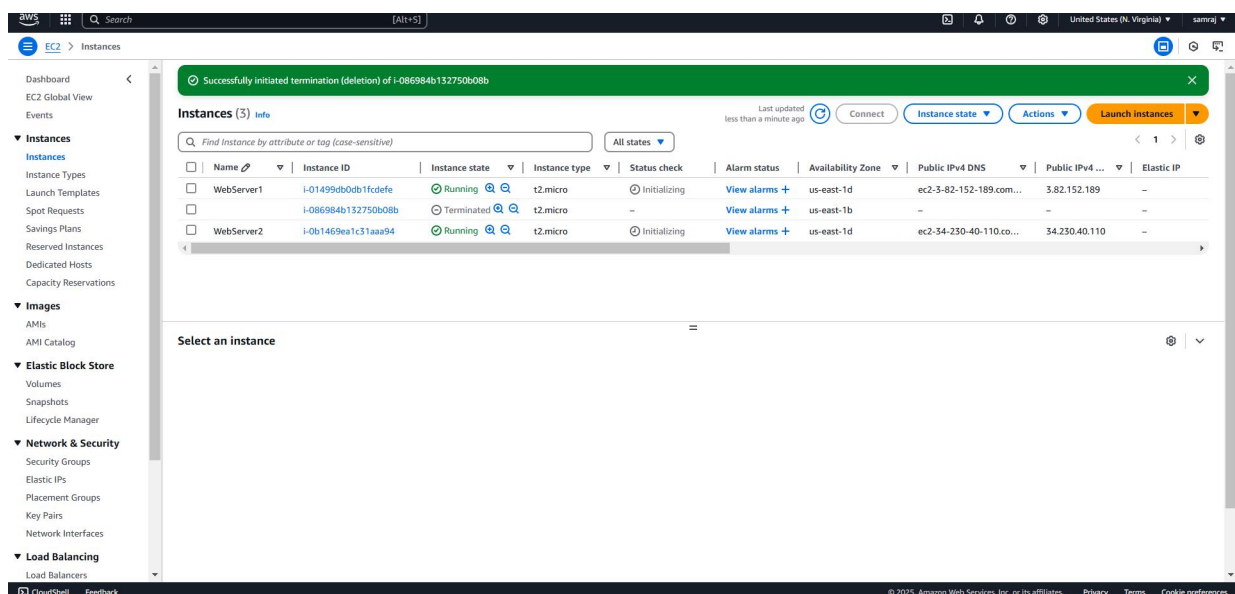 aws Search [Alt+S] United States (N. Virginia) samraj
EC2 > Instances
Dashboard
EC2 Global View
Events
Instances
Instances
Instance Types
Launch Templates
Spot Requests
Savings Plans
Reserved Instances
Dedicated Hosts
Capacity Reservations
Images
AMIs
AMI Catalog
Elastic Block Store
Volumes
Snapshots
Lifecycle Manager
Network & Security
Security Groups
Elastic IPs
Placement Groups
Key Pairs
Network Interfaces
Load Balancing
Load Balancers
Successfully initiated termination (deletion) of i-086984b132750b08b
Instances (3) Info
Last updated
less than a minute ago
Connect Instance state Actions Launch instances
Find Instance by attribute or tag (case-sensitive) All states < 1 >
Name Instance ID Instance state Instance type Status check Alarm status Availability Zone Public IPv4 DNS Public IPv4 ... Elastic IP
WebServer1 i-01499db0db1fcdefe Running t2.micro Initializing View alarms + us-east-1d ec2-3-82-152-189.com... 3.82.152.189 –
i-086984b132750b08b Terminated t2.micro – View alarms + us-east-1b – – –
WebServer2 i-0b1469ea1c31aaa94 Running t2.micro Initializing View alarms + us-east-1d ec2-34-230-40-110.co... 34.230.40.110 –
Select an instance
CloudShell Feedback © 2025, Amazon Web Services, Inc. or its affiliates. Privacy Terms Cookie preferences